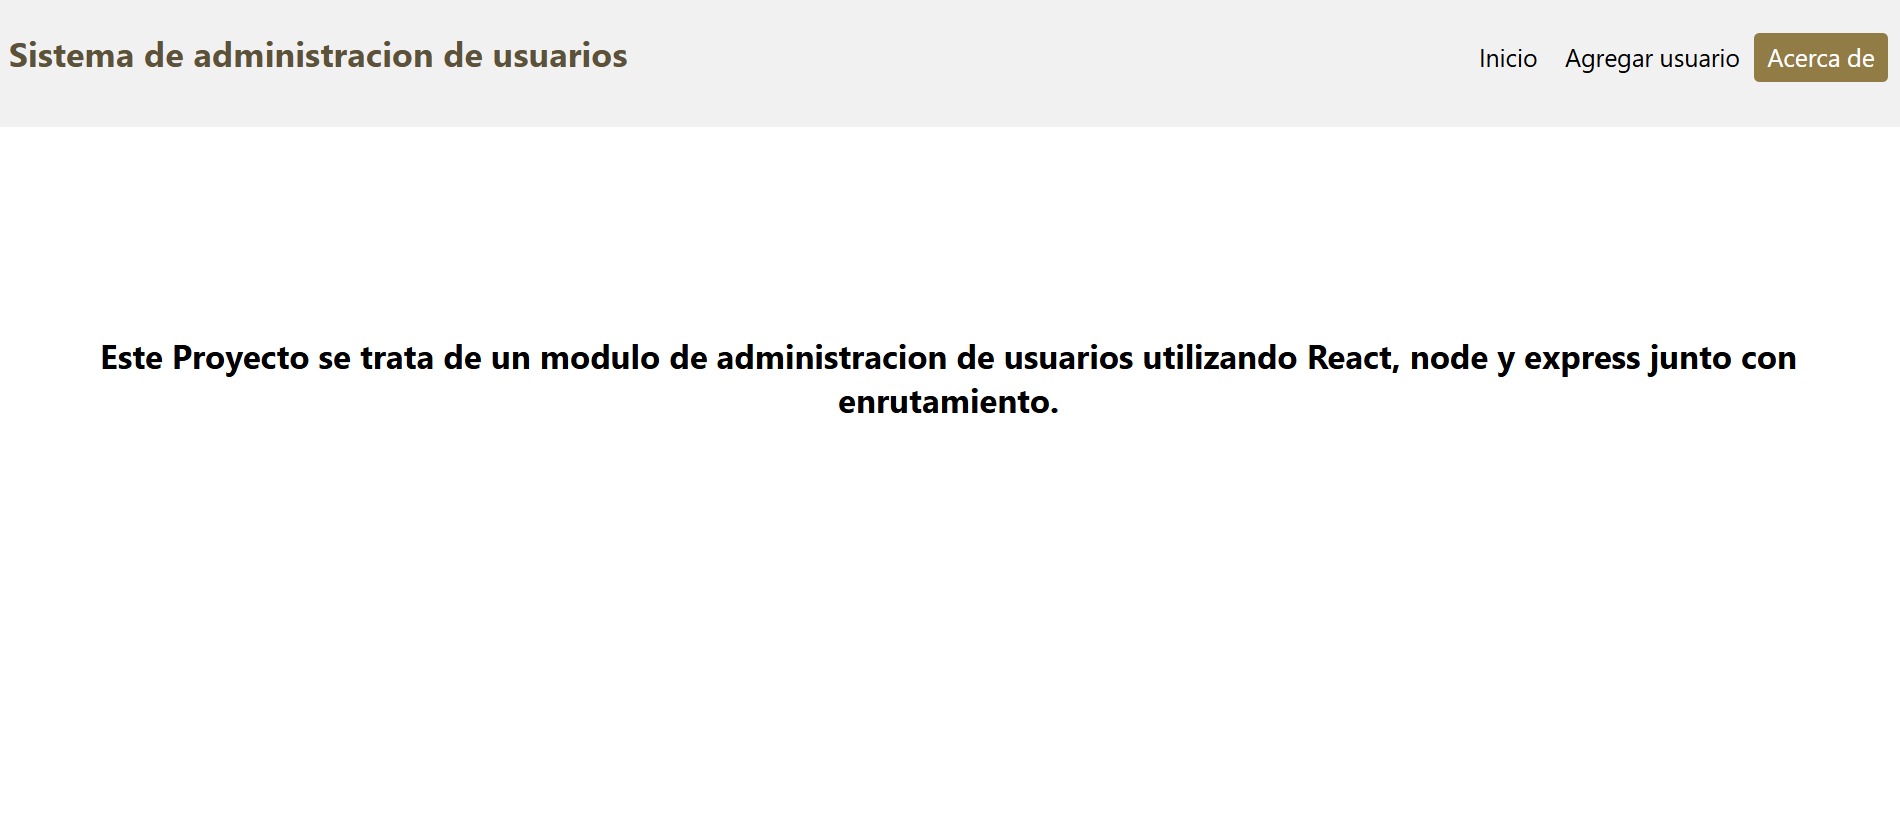 Sistema de administracion de usuarios
Inicio Agregar usuario Acerca de
Este Proyecto se trata de un modulo de administracion de usuarios utilizando React, node y express junto con
enrutamiento.